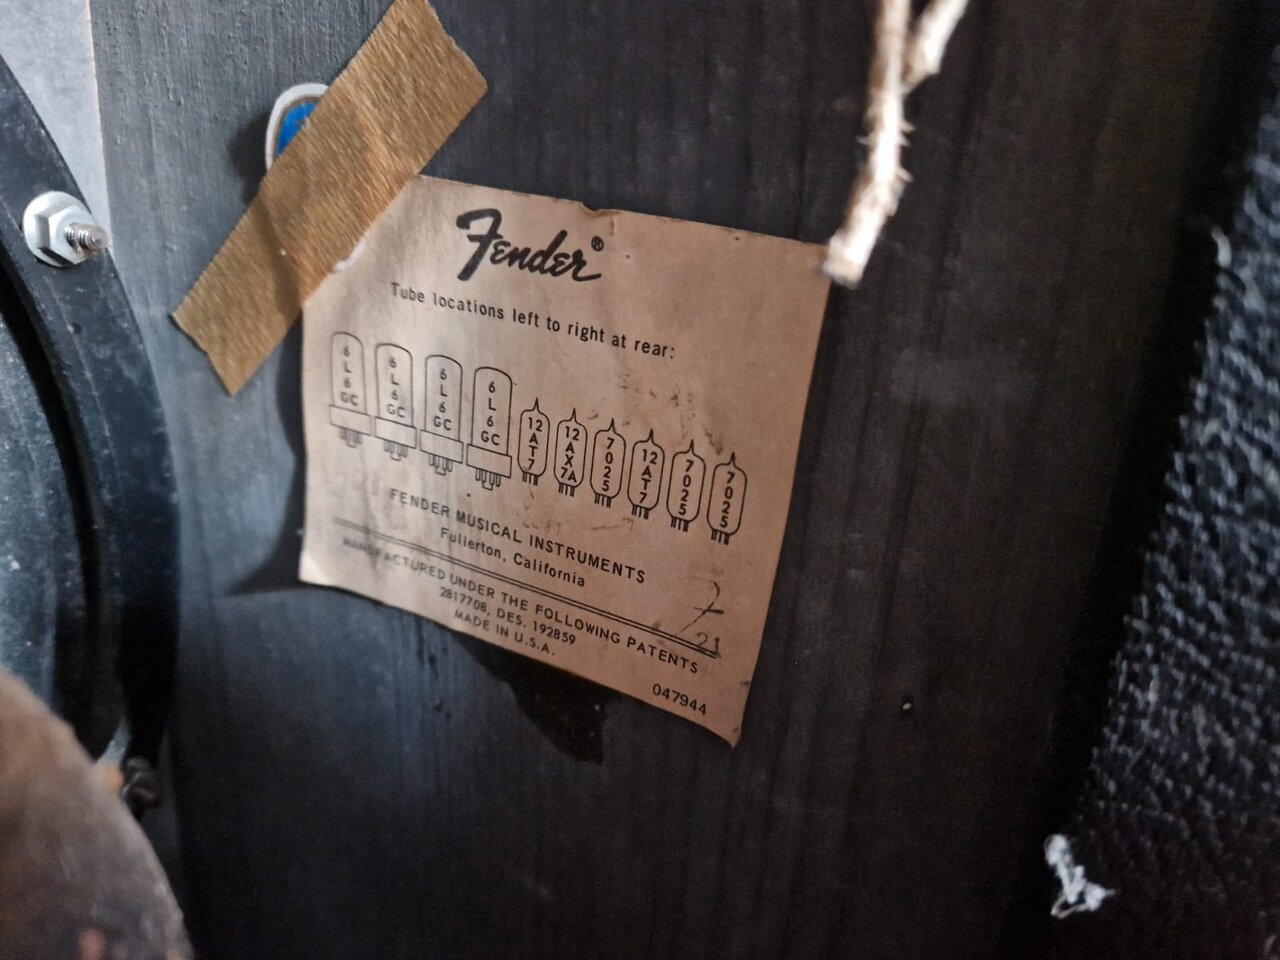 Fender®
Tube locations left to right at rear:
6L6GC 6L6GC 6L6GC 6L6GC 12AT7 12AX7A 7025 12AT7 7025 7025
FENDER MUSICAL INSTRUMENTS
Fullerton, California
MANUFACTURED UNDER THE FOLLOWING PATENTS
2817708, DES. 192859
MADE IN U.S.A.
047944